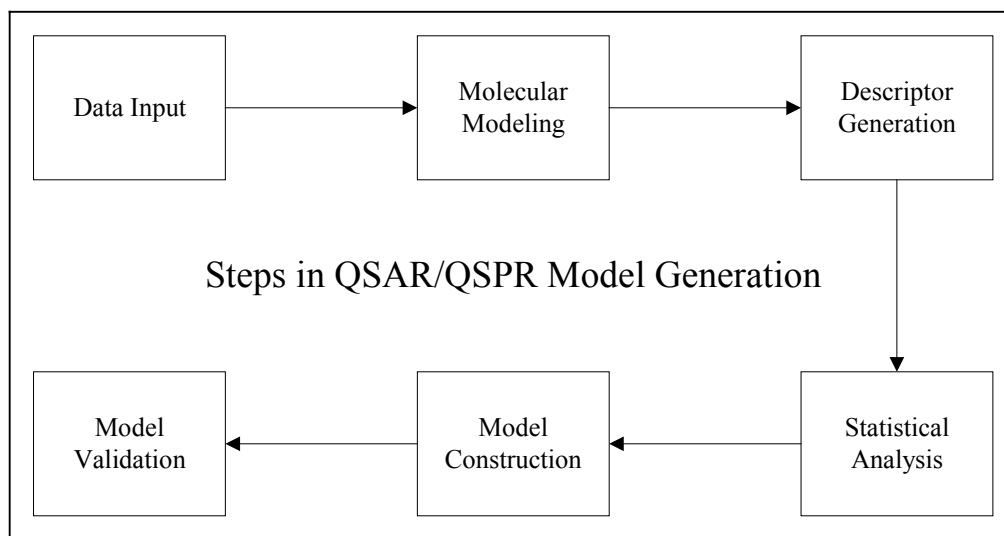 Data Input
Molecular
Modeling
Descriptor
Generation
Steps in QSAR/QSPR Model Generation
Model
Validation
Model
Construction
Statistical
Analysis